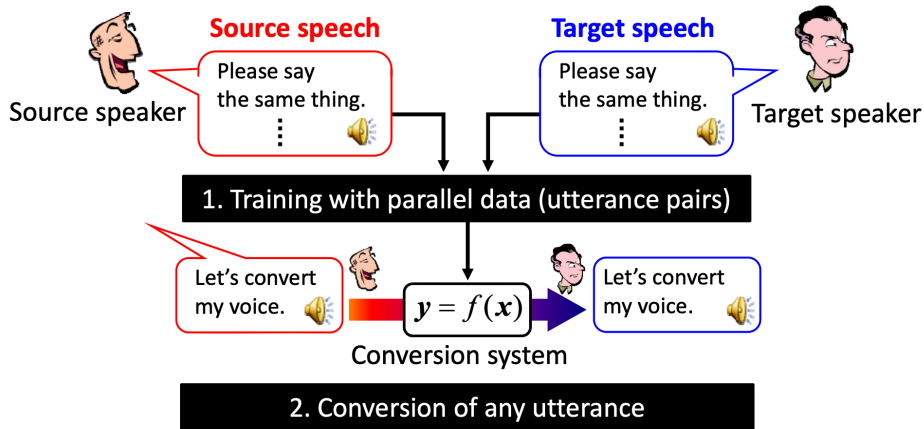 Source speech
Target speech
Please say
the same thing.
Please say
the same thing.
Source speaker
Target speaker
1. Training with parallel data (utterance pairs)
Let’s convert
my voice.
y = f(x)
Let’s convert
my voice.
Conversion system
2. Conversion of any utterance